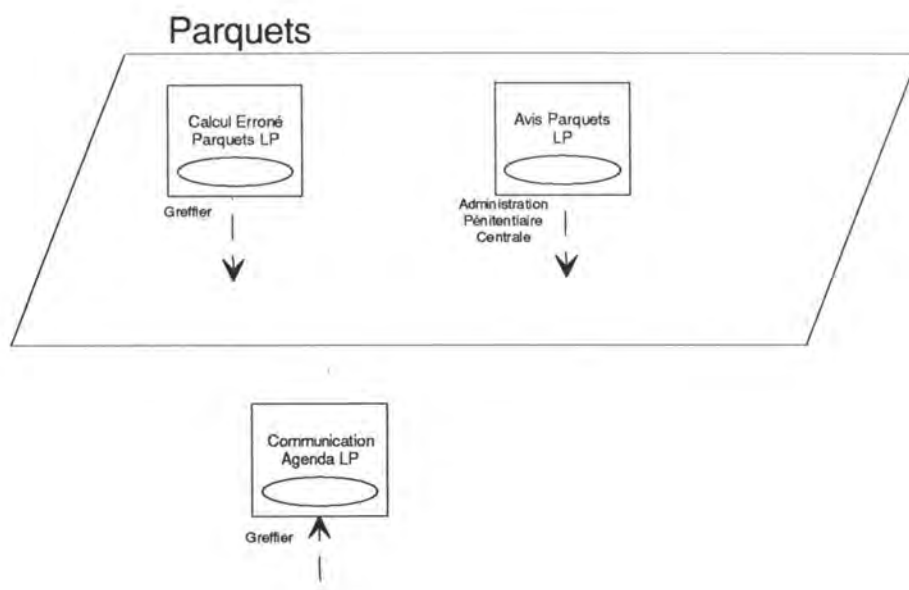 Parquets
Calcul Erroné
Parquets LP
Greffier
Avis Parquets
LP
Administration
Pénitentiaire
Centrale
Communication
Agenda LP
Greffier